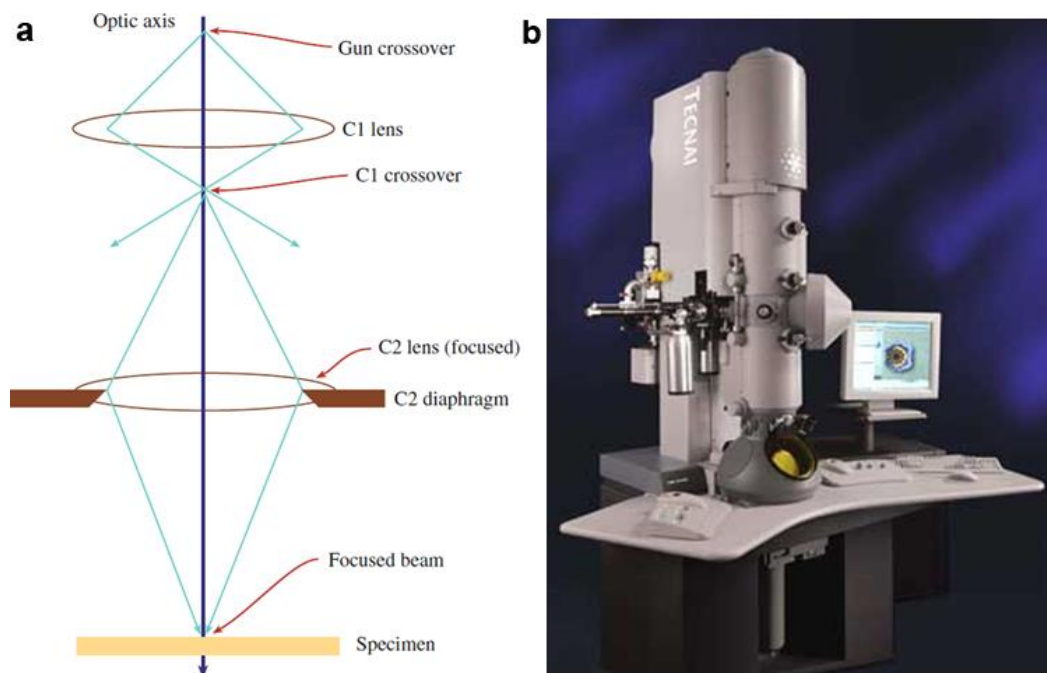 a
Optic axis
Gun crossover
C1 lens
C1 crossover
C2 lens (focused)
C2 diaphragm
Focused beam
Specimen
b
TECNAI